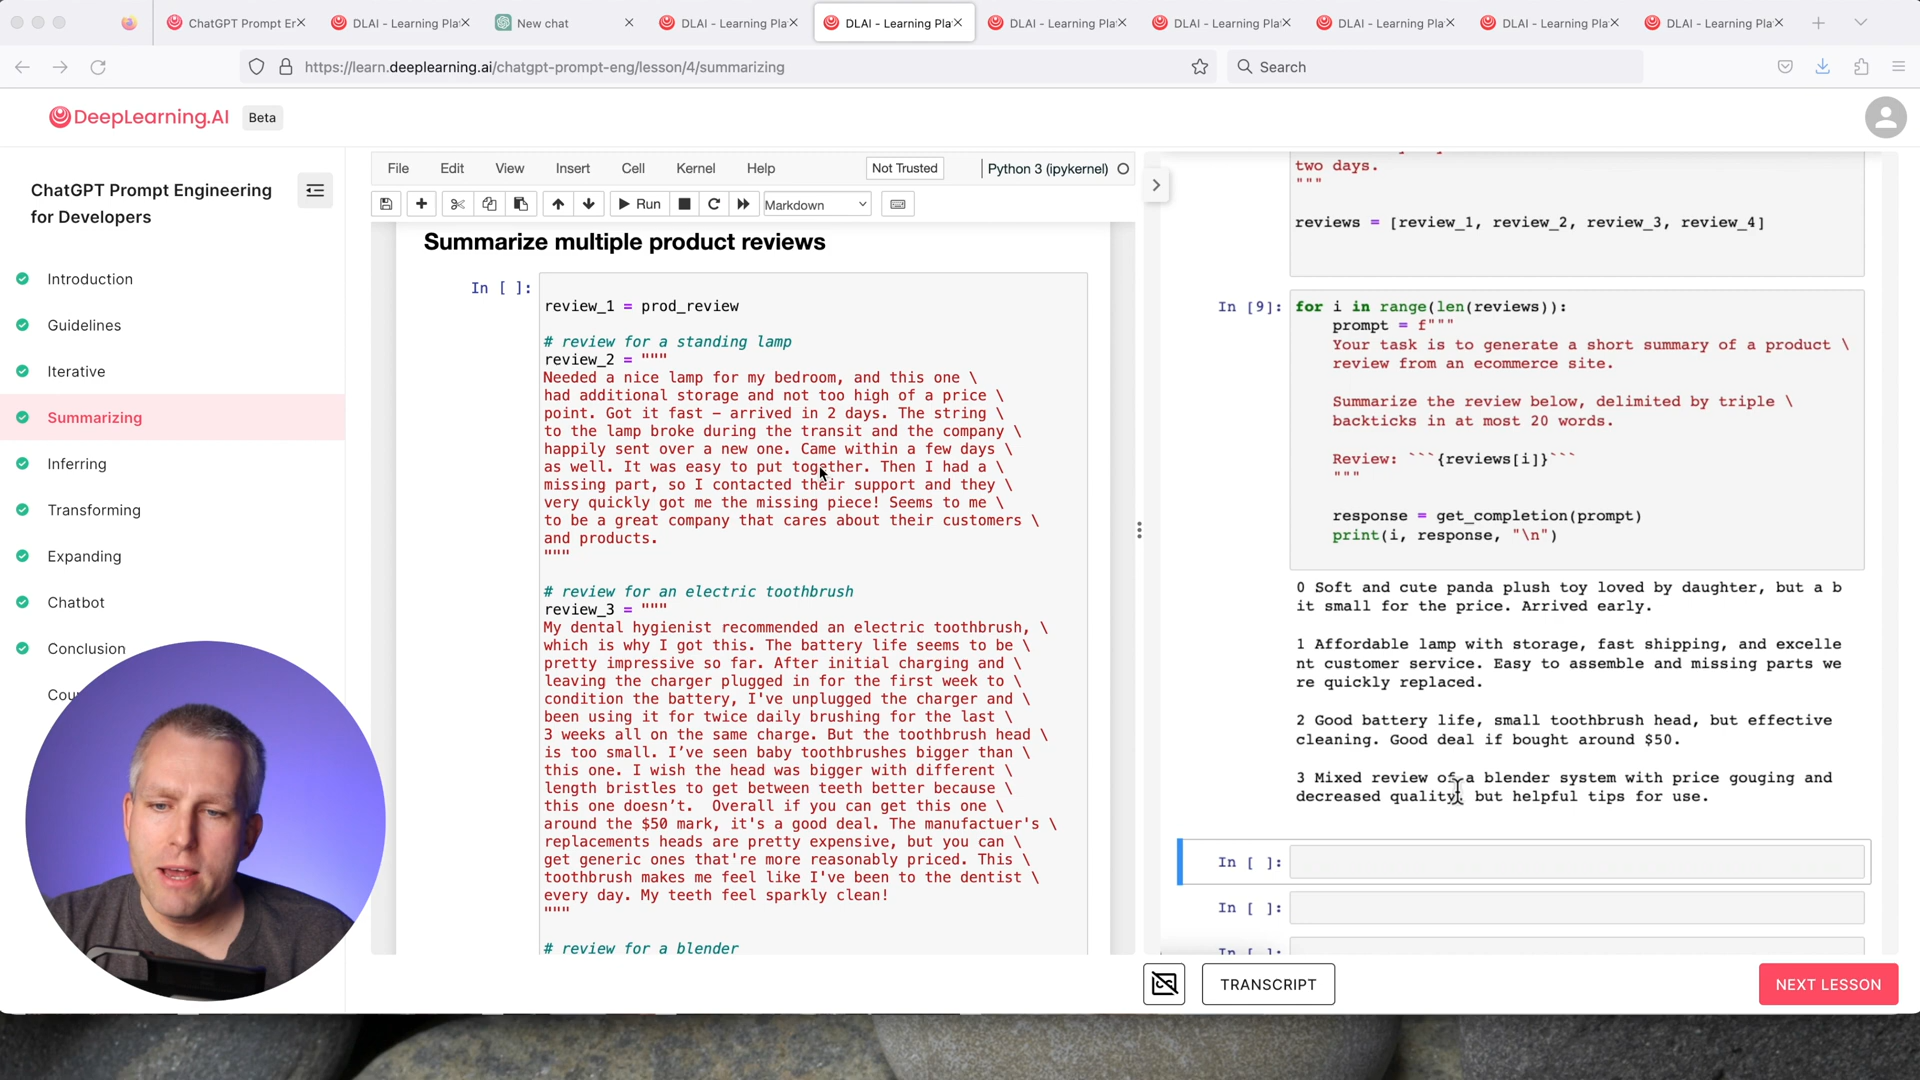 ChatGPT Prompt Er
DLAI - Learning Pla
New chat
DLAI - Learning Pla
DLAI - Learning Pla
DLAI - Learning Pla
DLAI - Learning Pla
DLAI - Learning Pla
DLAI - Learning Pla
DLAI - Learning Pla
https://learn.deeplearning.ai/chatgpt-prompt-eng/lesson/4/summarizing
Search
DeepLearning.AI
Beta
ChatGPT Prompt Engineering
for Developers
Introduction
Guidelines
Iterative
Summarizing
Inferring
Transforming
Expanding
Chatbot
Conclusion
File Edit View Insert Cell Kernel Help
Not Trusted
Python 3 (ipykernel)
Run
Markdown
Summarize multiple product reviews
In [ ]:
review_1 = prod_review
# review for a standing lamp
review_2 = """
Needed a nice lamp for my bedroom, and this one \
had additional storage and not too high of a price \
point. Got it fast - arrived in 2 days. The string \
to the lamp broke during the transit and the company \
happily sent over a new one. Came within a few days \
as well. It was easy to put together. Then I had a \
missing part, so I contacted their support and they \
very quickly got me the missing piece! Seems to me \
to be a great company that cares about their customers \
and products.
"""
# review for an electric toothbrush
review_3 = """
My dental hygienist recommended an electric toothbrush, \
which is why I got this. The battery life seems to be \
pretty impressive so far. After initial charging and \
leaving the charger plugged in for the first week to \
condition the battery, I've unplugged the charger and \
been using it for twice daily brushing for the last \
3 weeks all on the same charge. But the toothbrush head \
is too small. I’ve seen baby toothbrushes bigger than \
this one. I wish the head was bigger with different \
length bristles to get between teeth better because \
this one doesn’t.  Overall if you can get this one \
around the $50 mark, it's a good deal. The manufactuer's \
replacements heads are pretty expensive, but you can \
get generic ones that're more reasonably priced. This \
toothbrush makes me feel like I've been to the dentist \
every day. My teeth feel sparkly clean!
"""
# review for a blender
two days.
"""
reviews = [review_1, review_2, review_3, review_4]
In [9]:
for i in range(len(reviews)):
prompt = f"""
Your task is to generate a short summary of a product \
review from an ecommerce site.
Summarize the review below, delimited by triple \
backticks in at most 20 words.
Review: ```{reviews[i]}```
"""
response = get_completion(prompt)
print(i, response, "\n")
0 Soft and cute panda plush toy loved by daughter, but a b
it small for the price. Arrived early.
1 Affordable lamp with storage, fast shipping, and excelle
nt customer service. Easy to assemble and missing parts we
re quickly replaced.
2 Good battery life, small toothbrush head, but effective
cleaning. Good deal if bought around $50.
3 Mixed review of a blender system with price gouging and
decreased quality, but helpful tips for use.
In [ ]:
In [ ]:
In [ ]:
TRANSCRIPT
NEXT LESSON